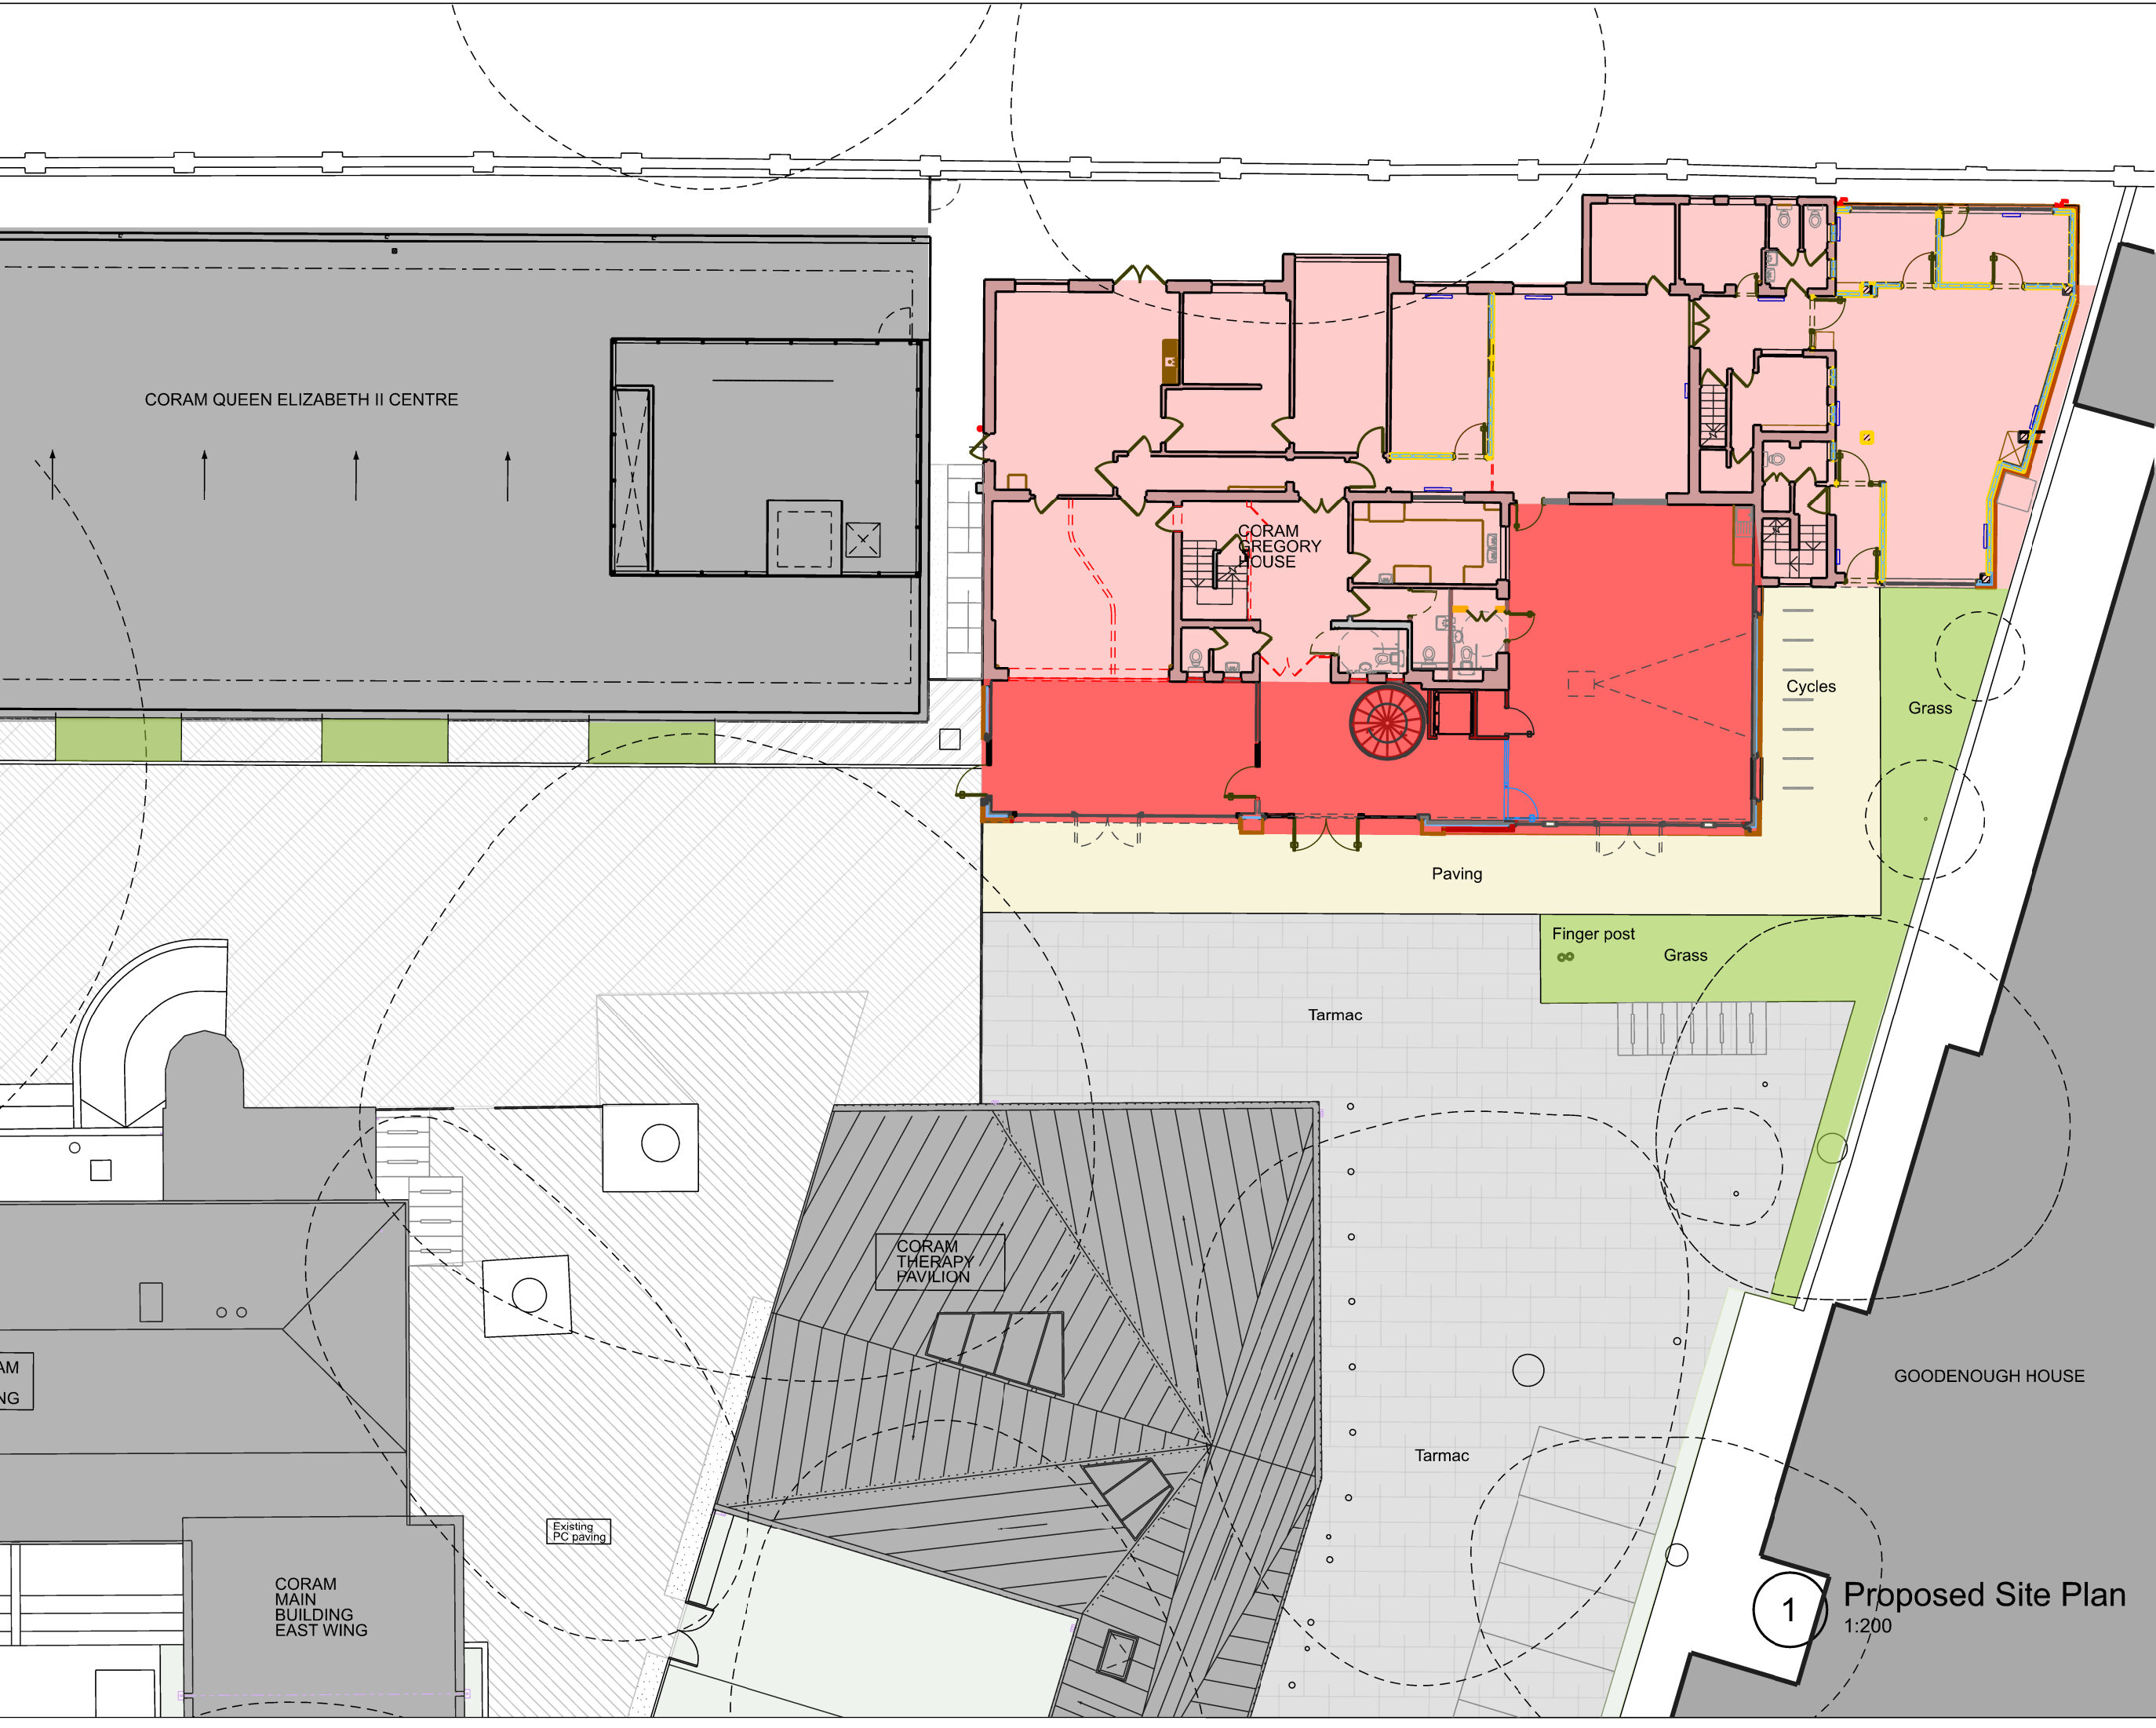 CORAM QUEEN ELIZABETH II CENTRE
CORAM
GREGORY
HOUSE
Cycles
Grass
Paving
Finger post
Grass
Tarmac
CORAM
THERAPY
PAVILION
AM
NG
GOODENOUGH HOUSE
Tarmac
Existing
PC paving
CORAM
MAIN
BUILDING
EAST WING
1
Proposed Site Plan
1:200